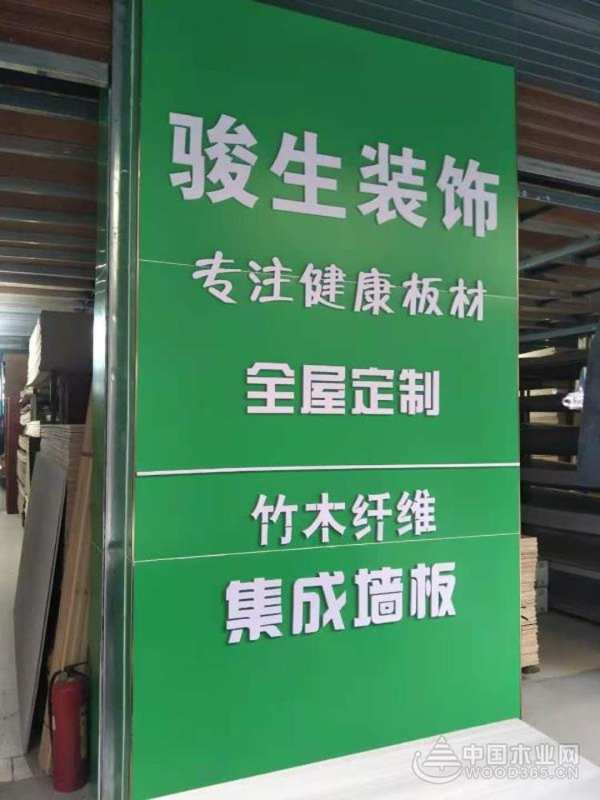 骏生装饰
专注健康板材
全屋定制
竹木纤维
集成墙板
中国木业网
WOOD365.CN